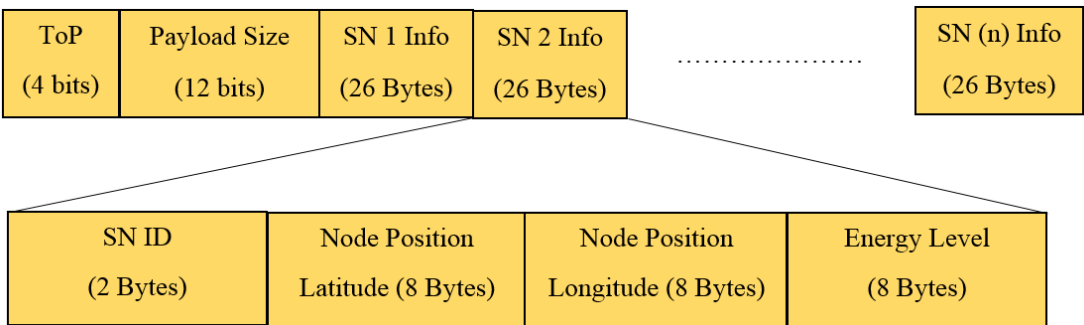 ToP
(4 bits)
Payload Size
(12 bits)
SN 1 Info
(26 Bytes)
SN 2 Info
(26 Bytes)
.....................
SN (n) Info
(26 Bytes)
SN ID
(2 Bytes)
Node Position
Latitude (8 Bytes)
Node Position
Longitude (8 Bytes)
Energy Level
(8 Bytes)